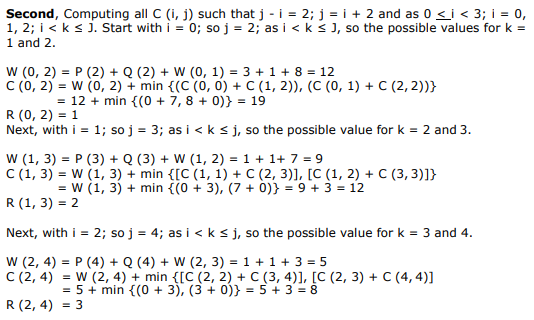 Second, Computing all C (i, j) such that j - i = 2; j = i + 2 and as 0 < i < 3; i = 0,
1, 2; i < k ≤ J. Start with i = 0; so j = 2; as i < k ≤ J, so the possible values for k =
1 and 2.
W (0, 2) = P (2) + Q (2) + W (0, 1) = 3 + 1 + 8 = 12
C (0, 2) = W (0, 2) + min {(C (0, 0) + C (1, 2)), (C (0, 1) + C (2, 2))}
= 12 + min {(0 + 7, 8 + 0)} = 19
R (0, 2) = 1
Next, with i = 1; so j = 3; as i < k ≤ j, so the possible value for k = 2 and 3.
W (1, 3) = P (3) + Q (3) + W (1, 2) = 1 + 1+ 7 = 9
C (1, 3) = W (1, 3) + min {[C (1, 1) + C (2, 3)], [C (1, 2) + C (3, 3)]}
= W (1, 3) + min {(0 + 3), (7 + 0)} = 9 + 3 = 12
R (1, 3) = 2
Next, with i = 2; so j = 4; as i < k ≤ j, so the possible value for k = 3 and 4.
W (2, 4) = P (4) + Q (4) + W (2, 3) = 1 + 1 + 3 = 5
C (2, 4) = W (2, 4) + min {[C (2, 2) + C (3, 4)], [C (2, 3) + C (4, 4)]
= 5 + min {(0 + 3), (3 + 0)} = 5 + 3 = 8
R (2, 4) = 3